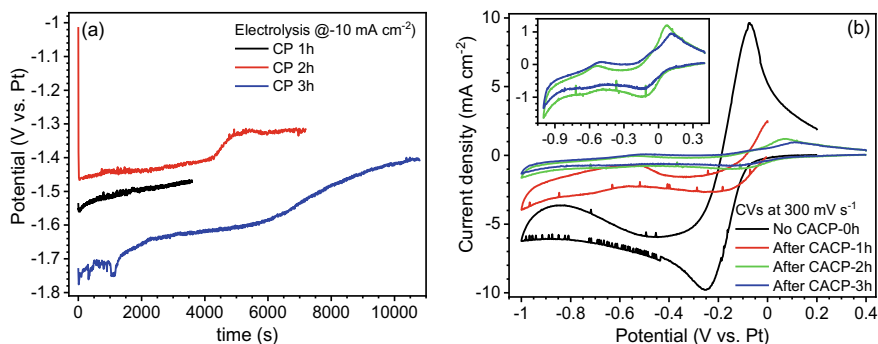 (a)
Electrolysis @-10 mA cm⁻²)
CP 1h
CP 2h
CP 3h
-1
-1.1
-1.2
-1.3
-1.4
-1.5
-1.6
-1.7
-1.8
Potential (V vs. Pt)
0 2000 4000 6000 8000 10000
time (s)
(b)
10
5
0
-5
-10
Current density (mA cm⁻²)
1
0
1
-0.9 -0.6 -0.3 0 0.3
CVs at 300 mV s⁻¹
No CACP-0h
After CACP-1h
After CACP-2h
After CACP-3h
-1 -0.8 -0.6 -0.4 -0.2 0 0.2 0.4
Potential (V vs. Pt)